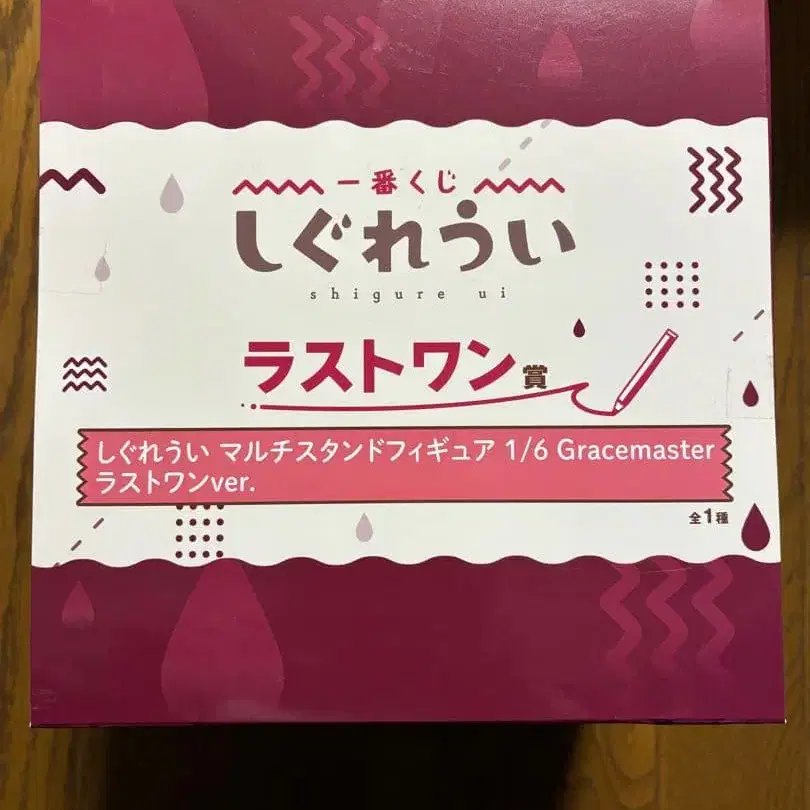 一番くじ
しぐれうい
shigure ui
ラストワン賞
しぐれうい マルチスタンドフィギュア 1/6 Gracemaster
ラストワンver.
全1種